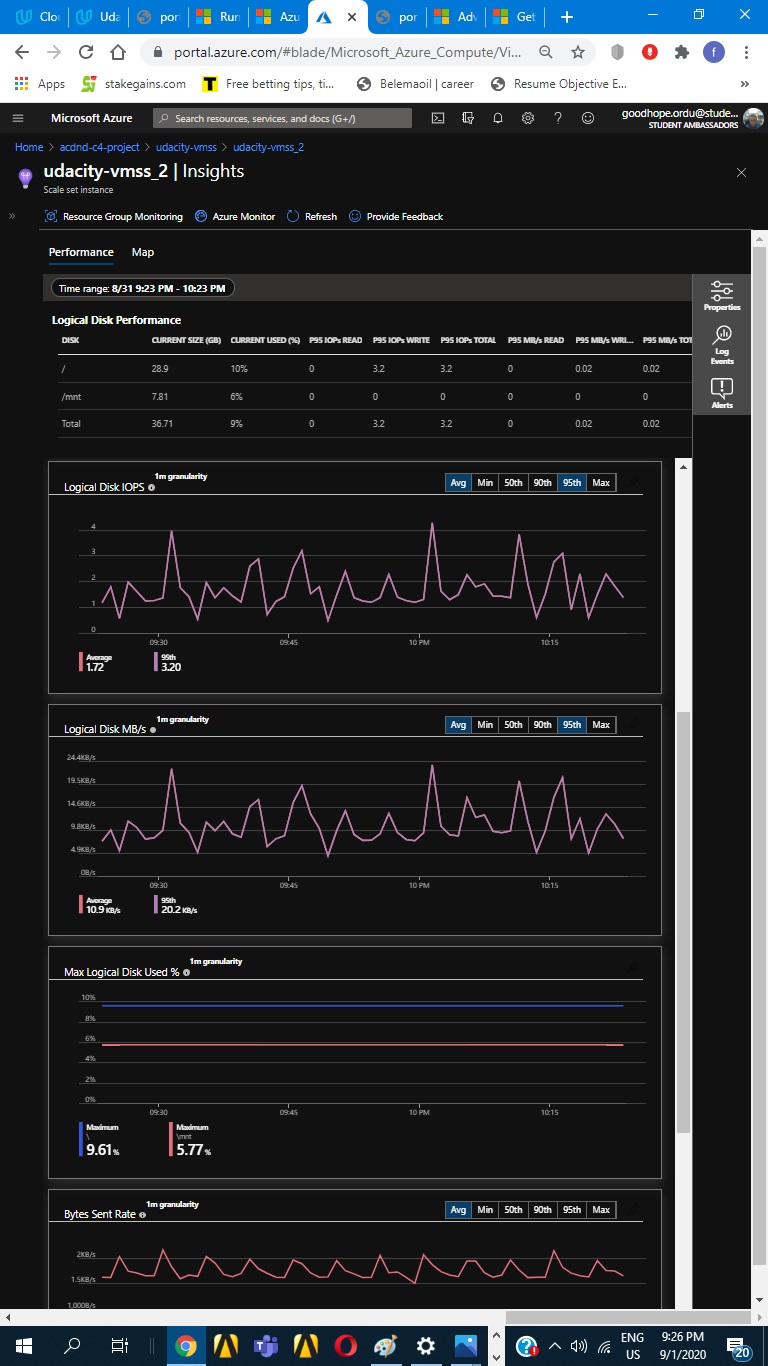 Clo
Uda
por
Run
Azu
por
Adv
Get
portal.azure.com/#blade/Microsoft_Azure_Compute/Vi...
f
Apps
stakegains.com
Free betting tips, ti...
Belemaoil | career
Resume Objective E...
Microsoft Azure
Search resources, services, and docs (G+/)
goodhope.ordu@stude...
STUDENT AMBASSADORS
Home > acdnd-c4-project > udacity-vmss > udacity-vmss_2
udacity-vmss_2 | Insights
Scale set instance
Resource Group Monitoring Azure Monitor Refresh Provide Feedback
Performance Map
Time range: 8/31 9:23 PM - 10:23 PM
Properties
Log
Events
Alerts
Logical Disk Performance
DISK CURRENT SIZE (GB) CURRENT USED (%) P95 IOPs READ P95 IOPs WRITE P95 IOPs TOTAL P95 MB/s READ P95 MB/s WRI... P95 MB/s TOT
/ 28.9 10% 0 3.2 3.2 0 0.02 0.02
/mnt 7.81 6% 0 0 0 0 0 0
Total 36.71 9% 0 3.2 3.2 0 0.02 0.02
1m granularity
Logical Disk IOPS
Avg Min 50th 90th 95th Max
4
3
2
1
0
09:30 09:45 10 PM 10:15
Average 95th
1.72 3.20
1m granularity
Logical Disk MB/s
Avg Min 50th 90th 95th Max
24.4KB/s
19.5KB/s
14.6KB/s
9.8KB/s
4.9KB/s
0B/s
09:30 09:45 10 PM 10:15
Average 95th
10.9 KB/s 20.2 KB/s
1m granularity
Max Logical Disk Used %
10%
8%
6%
4%
2%
0%
09:30 09:45 10 PM 10:15
Maximum Maximum
\ \mnt
9.61 % 5.77 %
1m granularity
Bytes Sent Rate
Avg Min 50th 90th 95th Max
2KB/s
1.5KB/s
1,000B/s
ENG
US
9:26 PM
9/1/2020
20